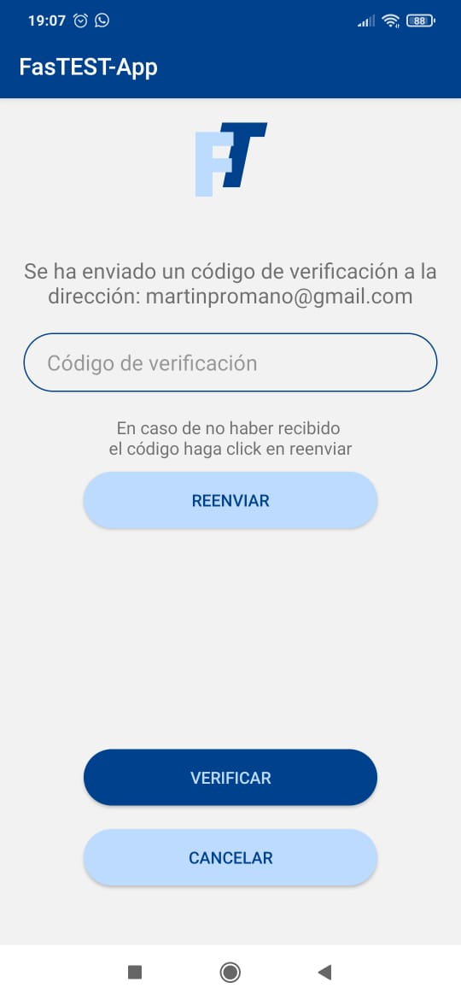 19:07
88
FasTEST-App
FT
Se ha enviado un código de verificación a la
dirección: martinpromano@gmail.com
Código de verificación
En caso de no haber recibido
el código haga click en reenviar
REENVIAR
VERIFICAR
CANCELAR